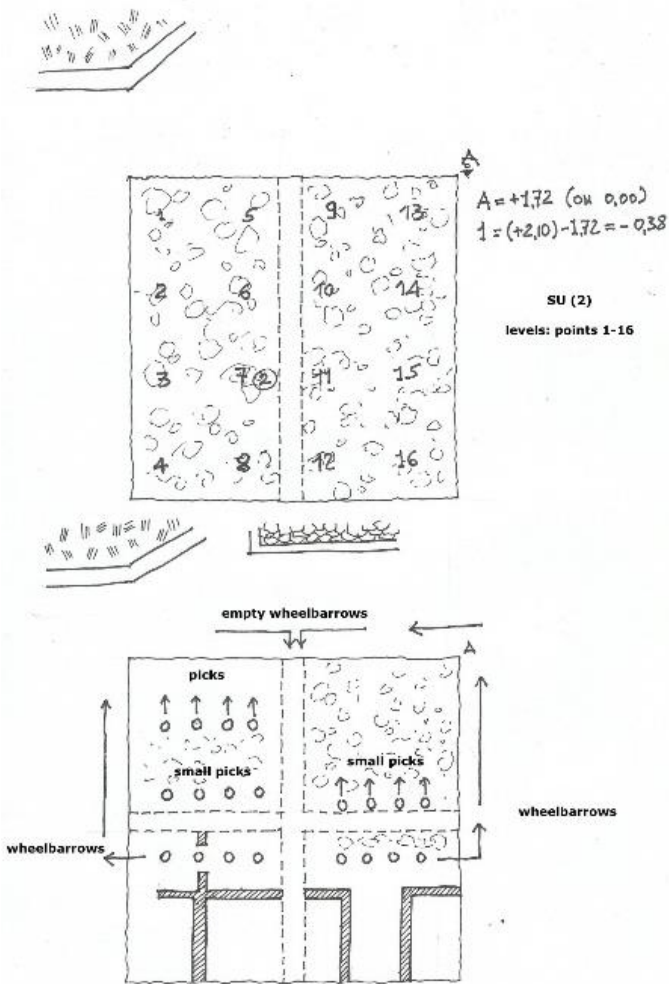 A
A = +1,72 (ou 0,00)
1 = (+2,10) - 1,72 = - 0,38
1 5 9 13
2 6 10 14
SU (2)
levels: points 1-16
3 7 2 11 15
4 8 12 16
empty wheelbarrows
A
picks
small picks
small picks
wheelbarrows
wheelbarrows